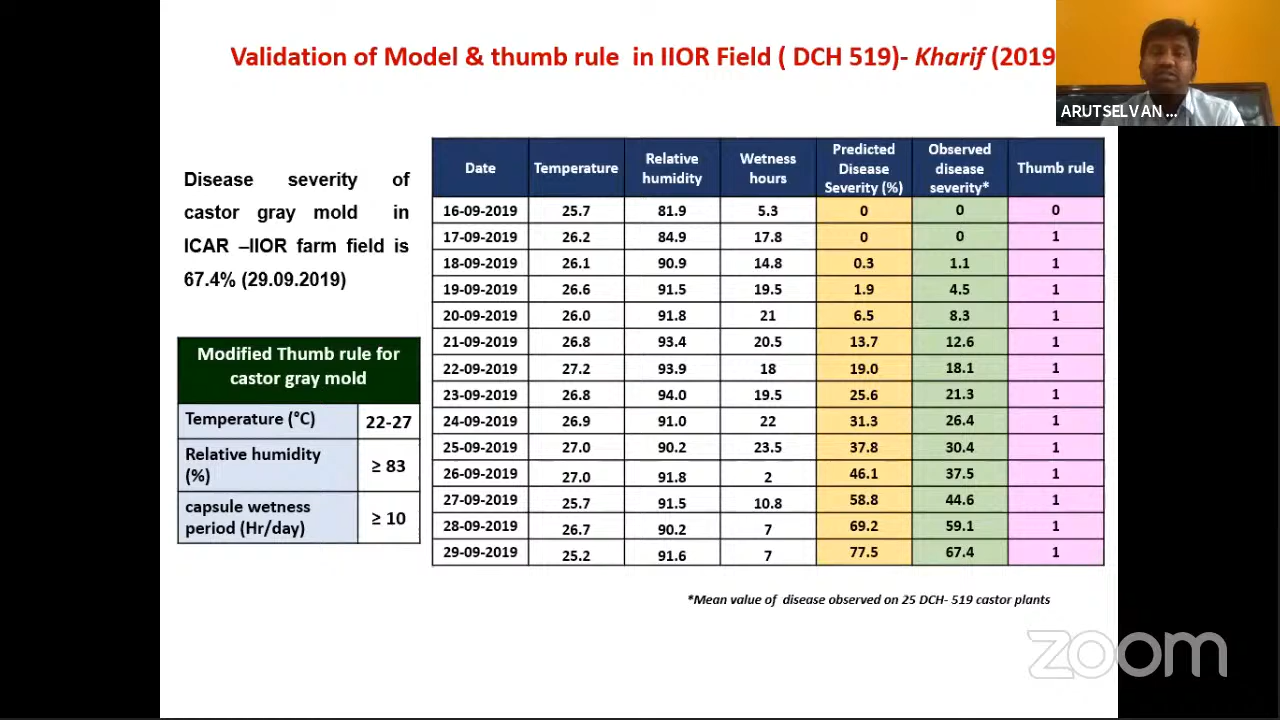 Validation of Model & thumb rule in IIOR Field ( DCH 519)- Kharif (2019
ARUTSELVAN ...
Disease severity of
castor gray mold in
ICAR –IIOR farm field is
67.4% (29.09.2019)
Modified Thumb rule for
castor gray mold
Temperature (°C) 22-27
Relative humidity
(%) ≥ 83
capsule wetness
period (Hr/day) ≥ 10
Date Temperature Relative humidity Wetness hours Predicted Disease Severity (%) Observed disease severity* Thumb rule
16-09-2019 25.7 81.9 5.3 0 0 0
17-09-2019 26.2 84.9 17.8 0 0 1
18-09-2019 26.1 90.9 14.8 0.3 1.1 1
19-09-2019 26.6 91.5 19.5 1.9 4.5 1
20-09-2019 26.0 91.8 21 6.5 8.3 1
21-09-2019 26.8 93.4 20.5 13.7 12.6 1
22-09-2019 27.2 93.9 18 19.0 18.1 1
23-09-2019 26.8 94.0 19.5 25.6 21.3 1
24-09-2019 26.9 91.0 22 31.3 26.4 1
25-09-2019 27.0 90.2 23.5 37.8 30.4 1
26-09-2019 27.0 91.8 2 46.1 37.5 1
27-09-2019 25.7 91.5 10.8 58.8 44.6 1
28-09-2019 26.7 90.2 7 69.2 59.1 1
29-09-2019 25.2 91.6 7 77.5 67.4 1
*Mean value of disease observed on 25 DCH- 519 castor plants
zoom